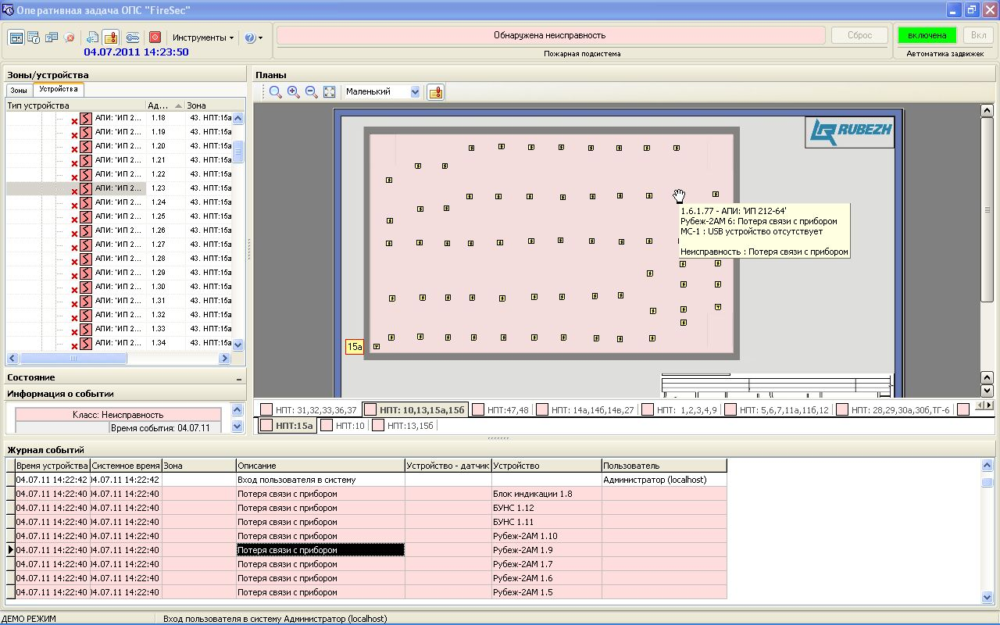 Оперативная задача ОПС "FireSec"
Инструменты
04.07.2011 14:23:50
Обнаружена неисправность
Сброс
Пожарная подсистема
включена
Вкл
Автоматика задвижек
Зоны/устройства
Зоны
Устройства
Тип устройства Ад... Зона
АПИ: 'ИП 2... 1.18 43. НПТ:15а
АПИ: 'ИП 2... 1.19 43. НПТ:15а
АПИ: 'ИП 2... 1.20 43. НПТ:15а
АПИ: 'ИП 2... 1.21 43. НПТ:15а
АПИ: 'ИП 2... 1.22 43. НПТ:15а
АПИ: 'ИП 2... 1.23 43. НПТ:15а
АПИ: 'ИП 2... 1.24 43. НПТ:15а
АПИ: 'ИП 2... 1.25 43. НПТ:15а
АПИ: 'ИП 2... 1.26 43. НПТ:15а
АПИ: 'ИП 2... 1.27 43. НПТ:15а
АПИ: 'ИП 2... 1.28 43. НПТ:15а
АПИ: 'ИП 2... 1.29 43. НПТ:15а
АПИ: 'ИП 2... 1.30 43. НПТ:15а
АПИ: 'ИП 2... 1.31 43. НПТ:15а
АПИ: 'ИП 2... 1.32 43. НПТ:15а
АПИ: 'ИП 2... 1.33 43. НПТ:15а
АПИ: 'ИП 2... 1.34 43. НПТ:15а
Состояние
Информация о событии
Класс: Неисправность
Время события: 04.07.11
Планы
Маленький
RUBEZH
1.6.1.77 - АПИ: 'ИП 212-64'
Рубеж-2АМ 6: Потеря связи с прибором
МС-1 : USB устройство отсутствует
Неисправность : Потеря связи с прибором
15а
НПТ: 31,32,33,36,37 НПТ: 10,13,15а,15б НПТ:47,48 НПТ: 14а,14б,14в,27 НПТ: 1,2,3,4,9 НПТ: 5,6,7,11а,11б,12 НПТ: 28,29,30а,30б,ТГ-6
НПТ:15а НПТ:10 НПТ:13,15б
Журнал событий
Время устройства Системное время Зона Описание Устройство - датчик Устройство Пользователь
04.07.11 14:22:42 04.07.11 14:22:42 Вход пользователя в систему Администратор (localhost)
04.07.11 14:22:40 04.07.11 14:22:40 Потеря связи с прибором Блок индикации 1.8
04.07.11 14:22:40 04.07.11 14:22:40 Потеря связи с прибором БУНС 1.12
04.07.11 14:22:40 04.07.11 14:22:40 Потеря связи с прибором БУНС 1.11
04.07.11 14:22:40 04.07.11 14:22:40 Потеря связи с прибором Рубеж-2АМ 1.10
04.07.11 14:22:40 04.07.11 14:22:40 Потеря связи с прибором Рубеж-2АМ 1.9
04.07.11 14:22:40 04.07.11 14:22:40 Потеря связи с прибором Рубеж-2АМ 1.7
04.07.11 14:22:40 04.07.11 14:22:40 Потеря связи с прибором Рубеж-2АМ 1.6
04.07.11 14:22:40 04.07.11 14:22:40 Потеря связи с прибором Рубеж-2АМ 1.5
ДЕМО РЕЖИМ
Вход пользователя в систему Администратор (localhost)